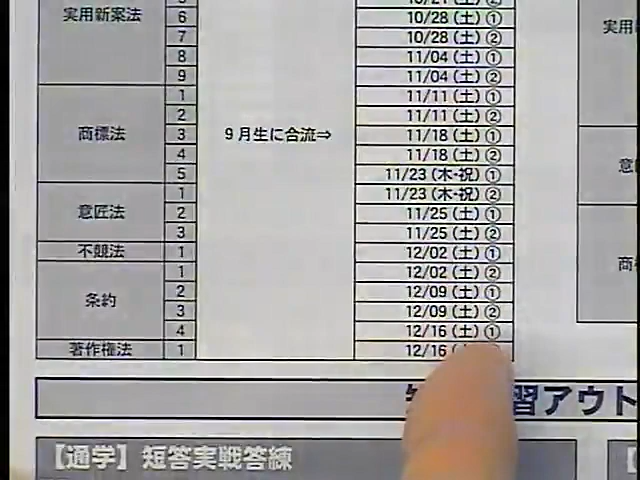 実用新案法
6 10/28(土)①
7 10/28(土)②
8 11/04(土)①
9 11/04(土)②
商標法
1 11/11(土)①
2 11/11(土)②
3 9月生に合流⇒ 11/18(土)①
4 11/18(土)②
5 11/23(木・祝)①
意匠法
1 11/23(木・祝)②
2 11/25(土)①
3 11/25(土)②
不競法 1 12/02(土)①
条約
1 12/02(土)②
2 12/09(土)①
3 12/09(土)②
4 12/16(土)①
著作権法 1 12/16
習アウト
【通学】短答実戦答練
実用
意
商